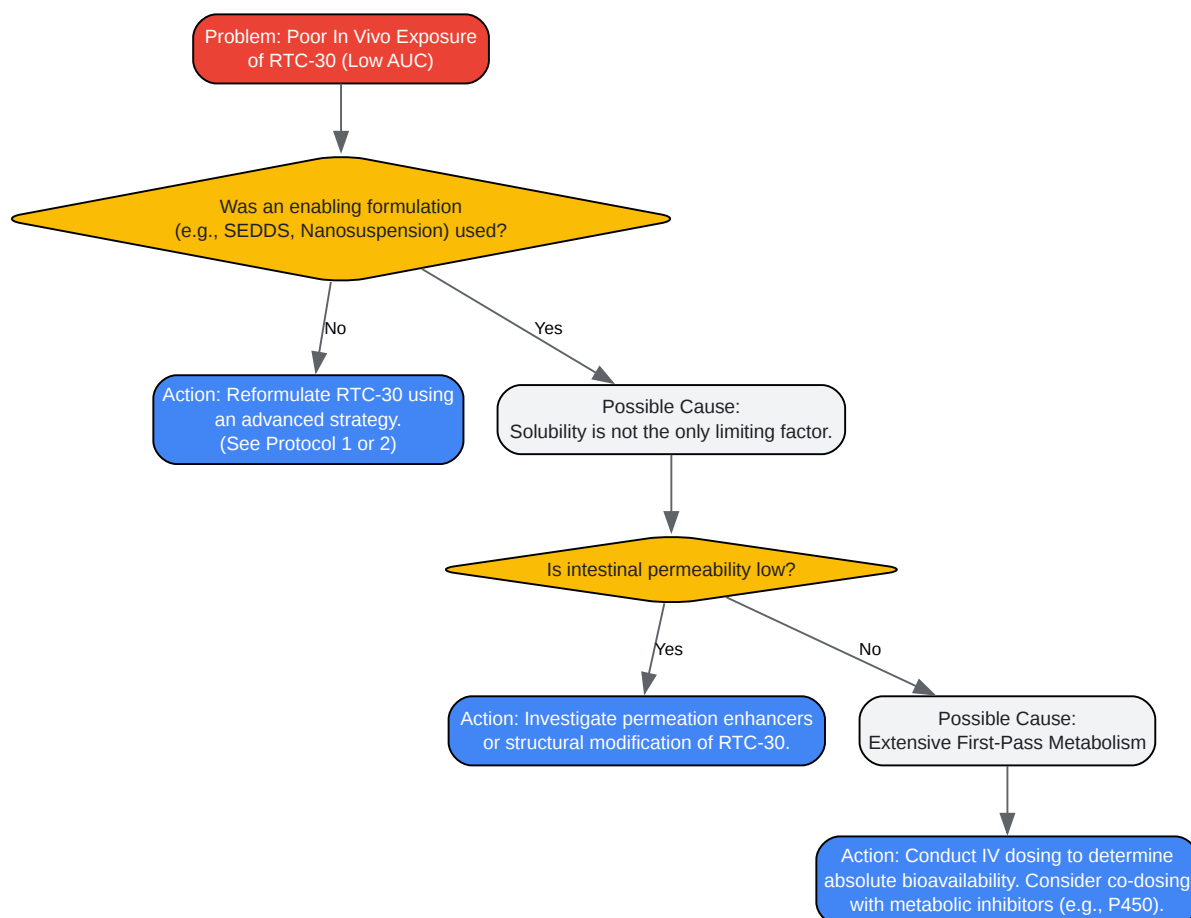 Problem: Poor In Vivo Exposure
of RTC-30 (Low AUC)
Was an enabling formulation
(e.g., SEDDS, Nanosuspension) used?
No
Yes
Action: Reformulate RTC-30 using
an advanced strategy.
(See Protocol 1 or 2)
Possible Cause:
Solubility is not the only limiting factor.
Is intestinal permeability low?
Yes
No
Action: Investigate permeation enhancers
or structural modification of RTC-30.
Possible Cause:
Extensive First-Pass Metabolism
Action: Conduct IV dosing to determine
absolute bioavailability. Consider co-dosing
with metabolic inhibitors (e.g., P450).